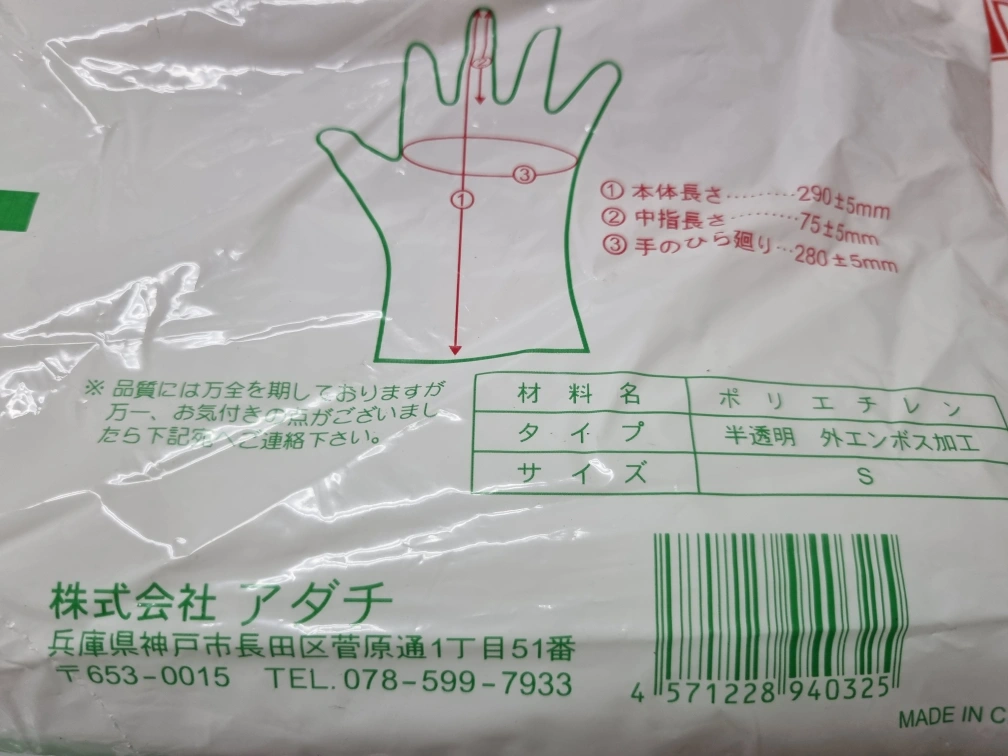 ③
①
① 本体長さ………290±5mm
② 中指長さ………75±5mm
③ 手のひら廻り…280±5mm
※ 品質には万全を期しておりますが
万一、お気付きの点がございまし
たら下記宛へご連絡下さい。
材料名 ポリエチレン
タイプ 半透明 外エンボス加工
サイズ S
株式会社 アダチ
兵庫県神戸市長田区菅原通1丁目51番
〒653-0015 TEL.078-599-7933
4 571228 940325
MADE IN C